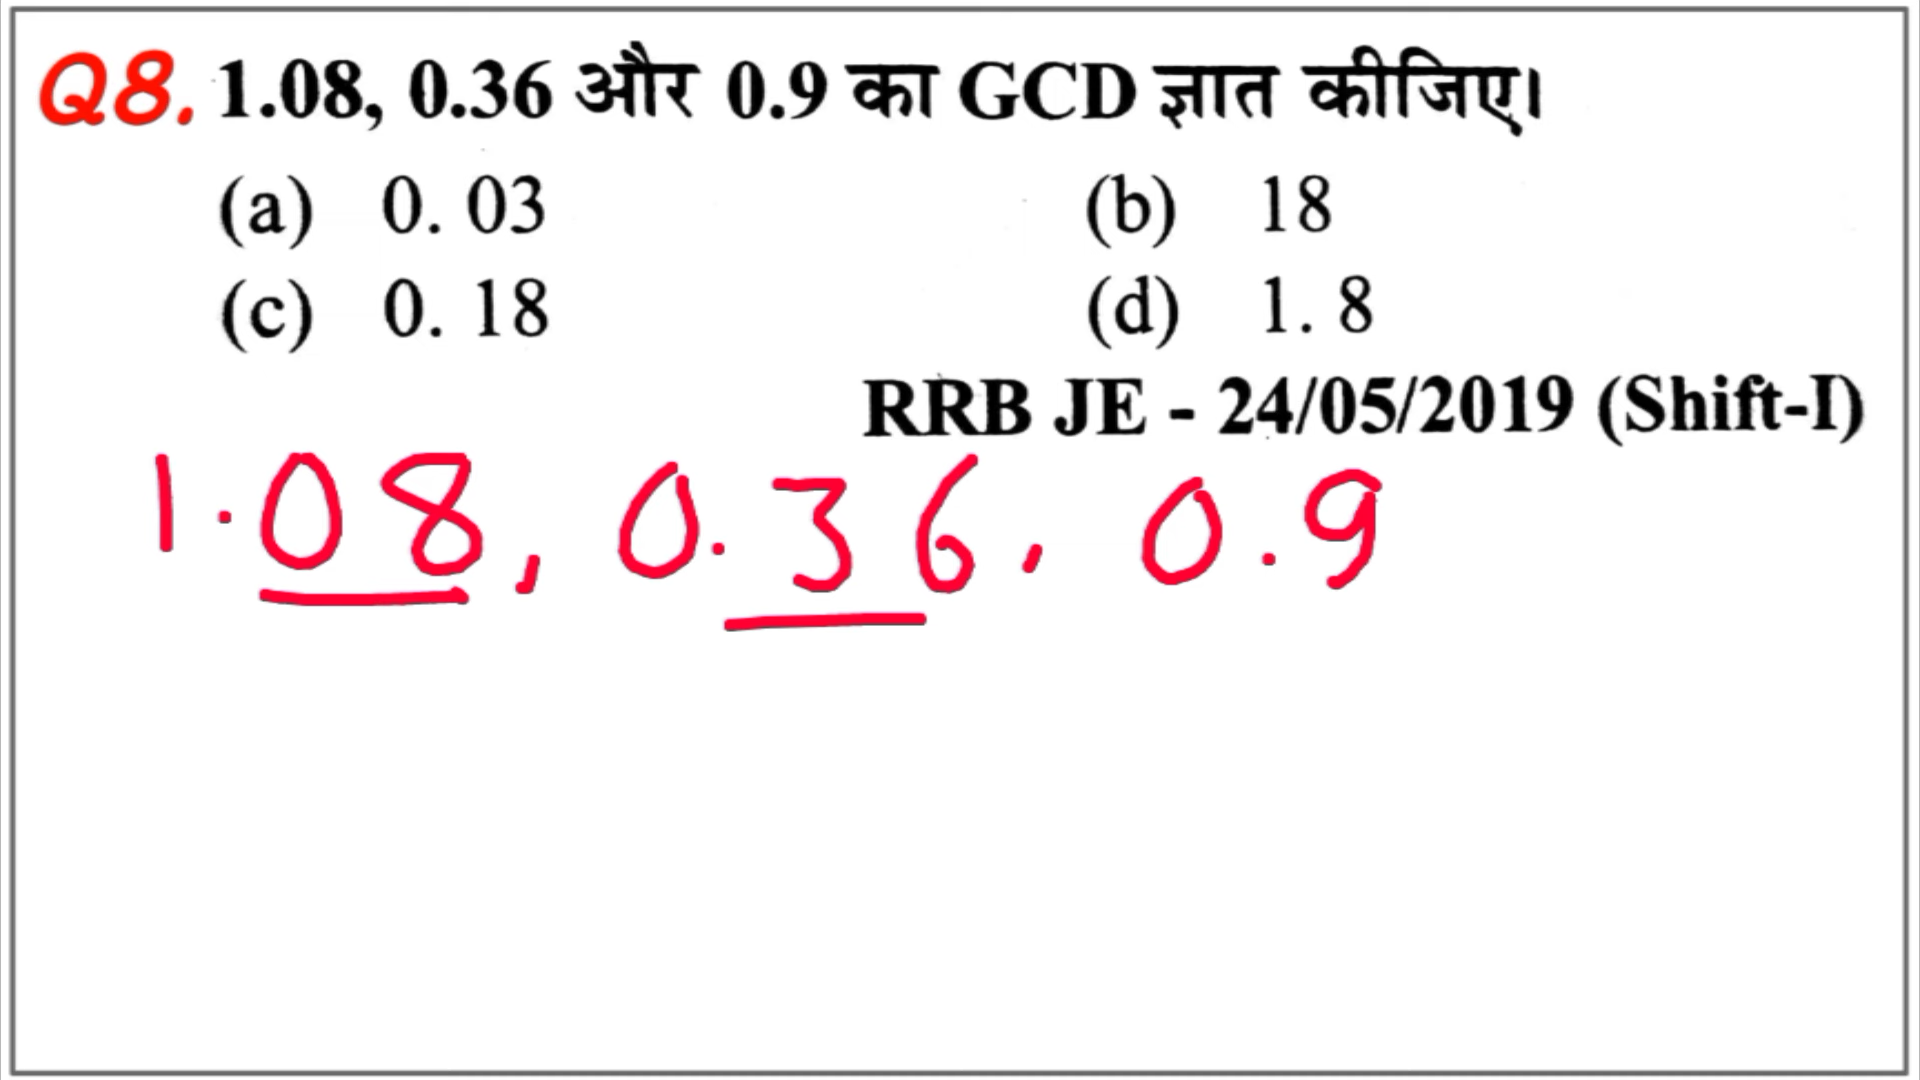 Q8. 1.08, 0.36 और 0.9 का GCD ज्ञात कीजिए।
(a) 0. 03 (b) 18
(c) 0. 18 (d) 1. 8
RRB JE - 24/05/2019 (Shift-I)
1.08, 0.36, 0.9